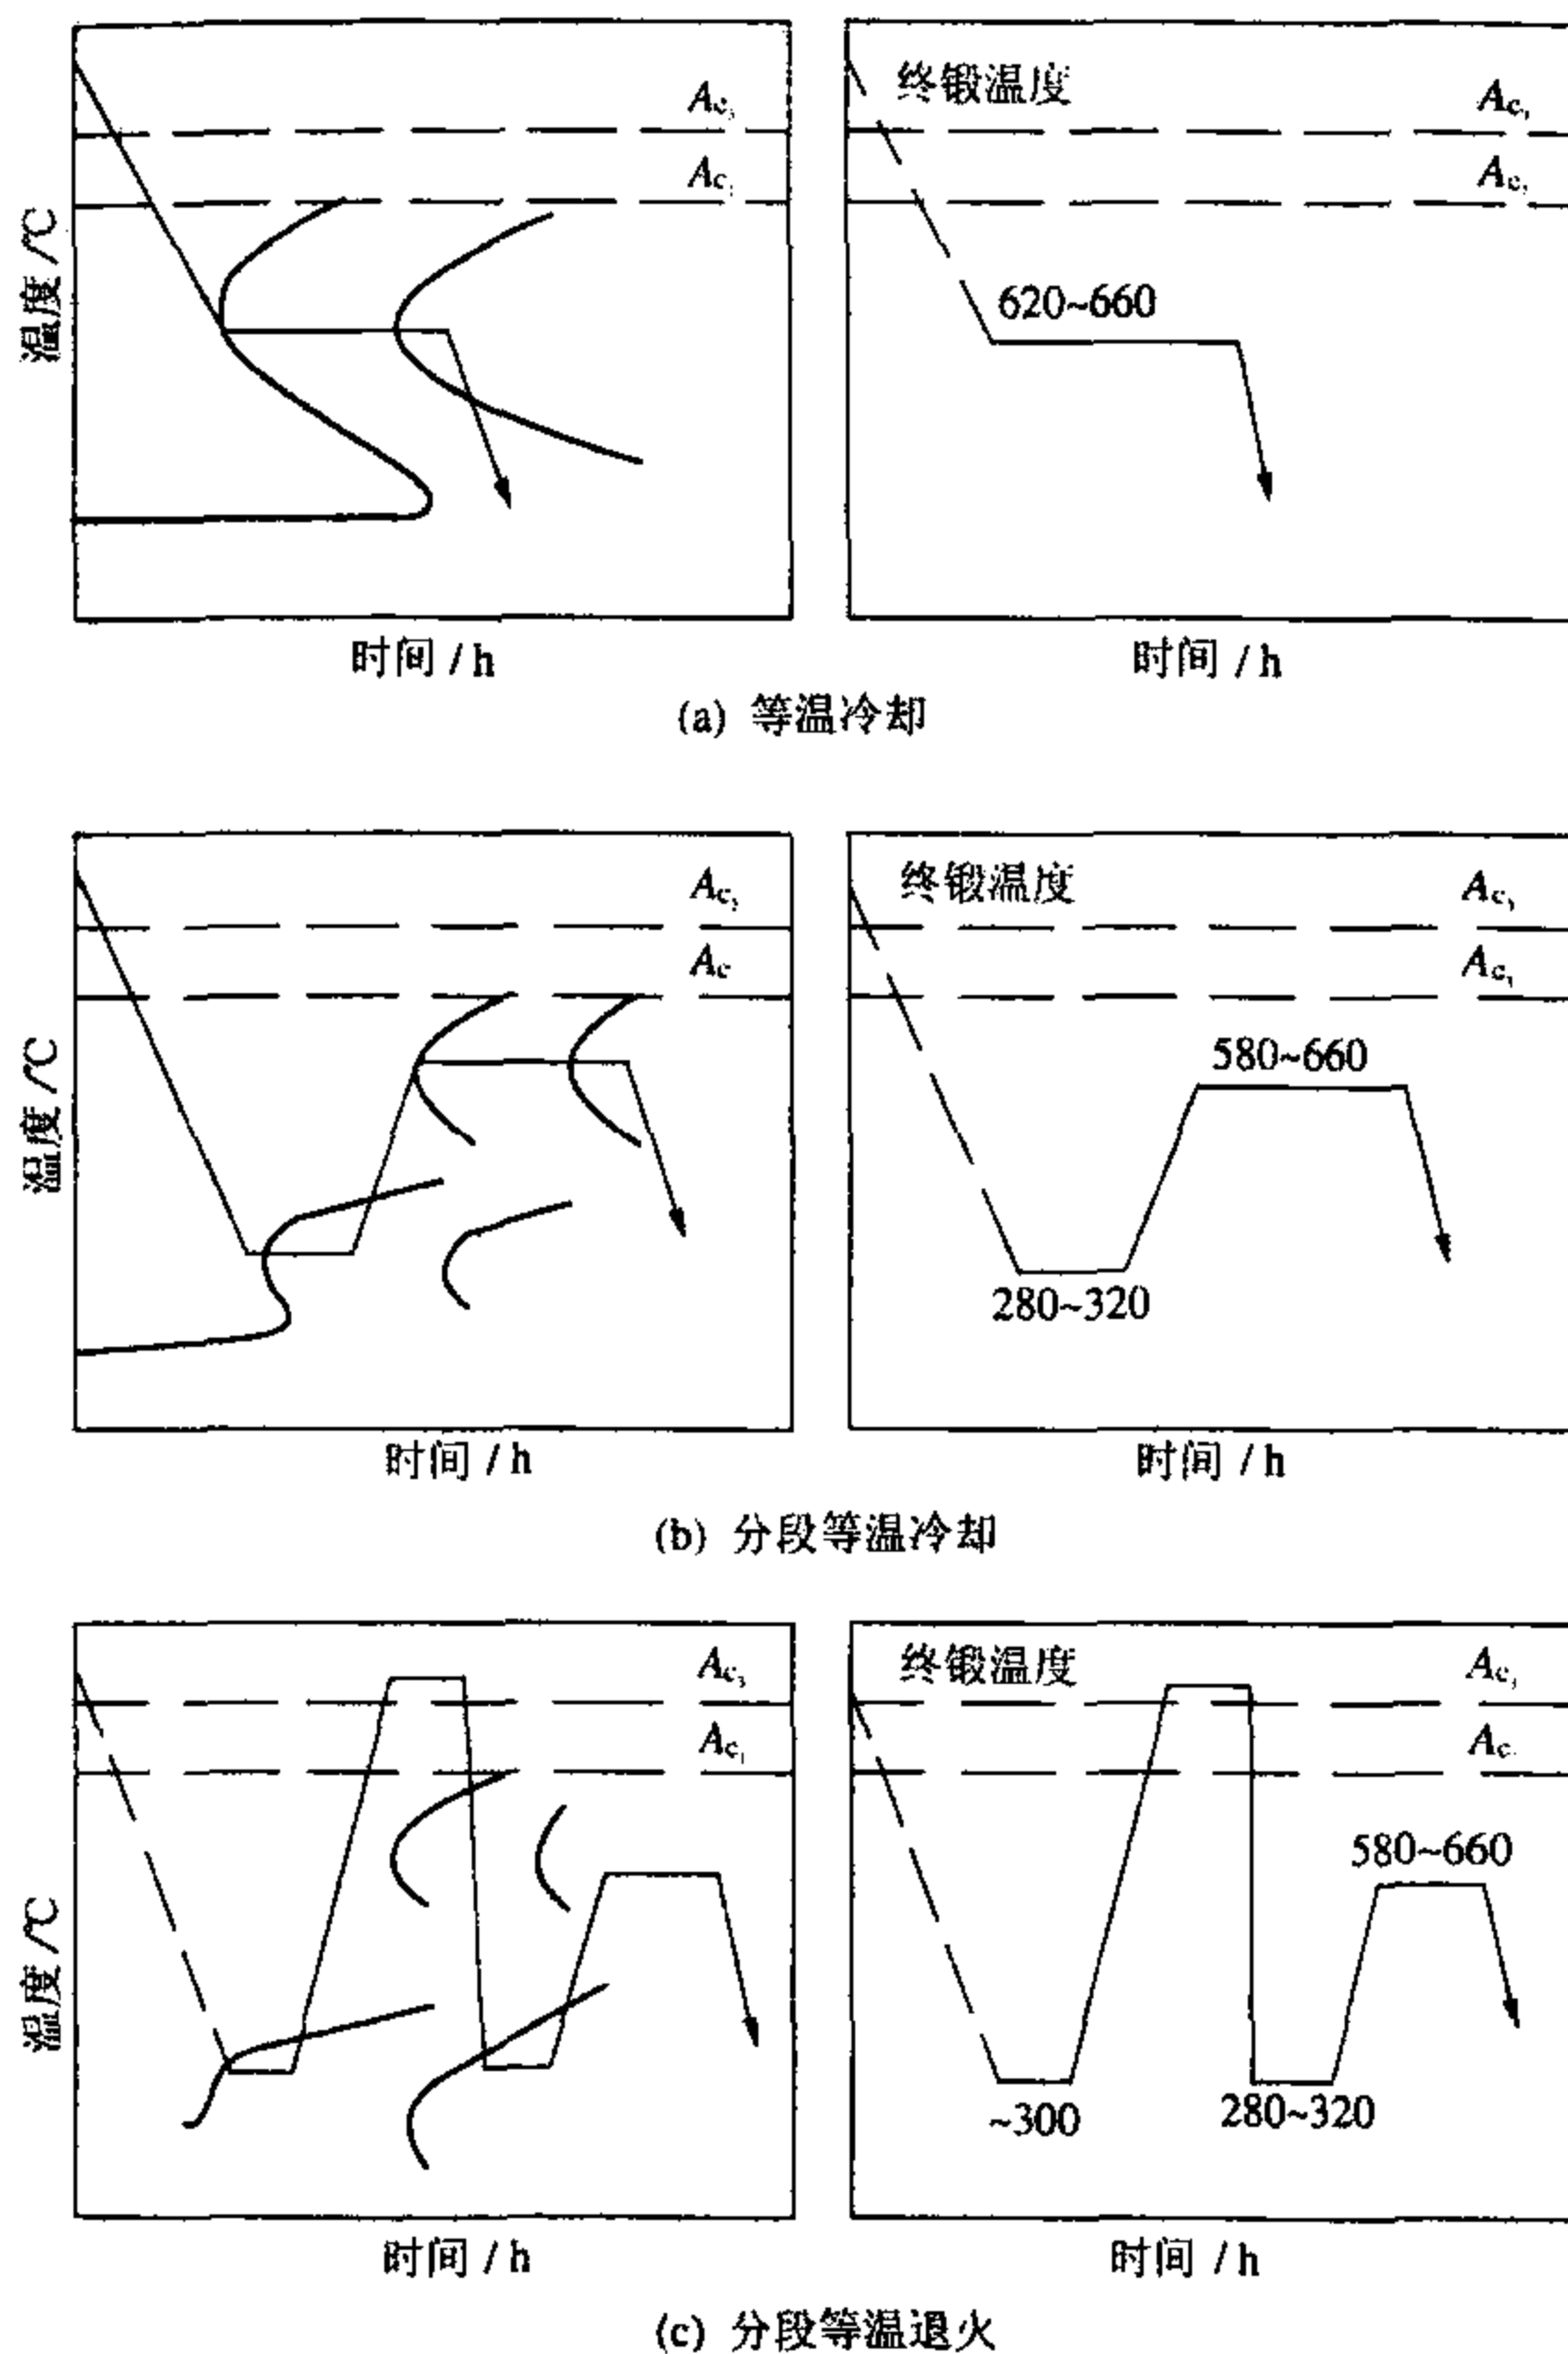 Ac₃
Ac₁
温度/℃
时间/h
终锻温度
Ac₃
Ac₁
620~660
时间/h
(a) 等温冷却
Ac₃
Ac
温度/℃
时间/h
终锻温度
Ac₃
Ac₁
580~660
280~320
时间/h
(b) 分段等温冷却
Ac₃
Ac₁
温度/℃
时间/h
终锻温度
Ac₃
Ac
580~660
~300
280~320
时间/h
(c) 分段等温退火